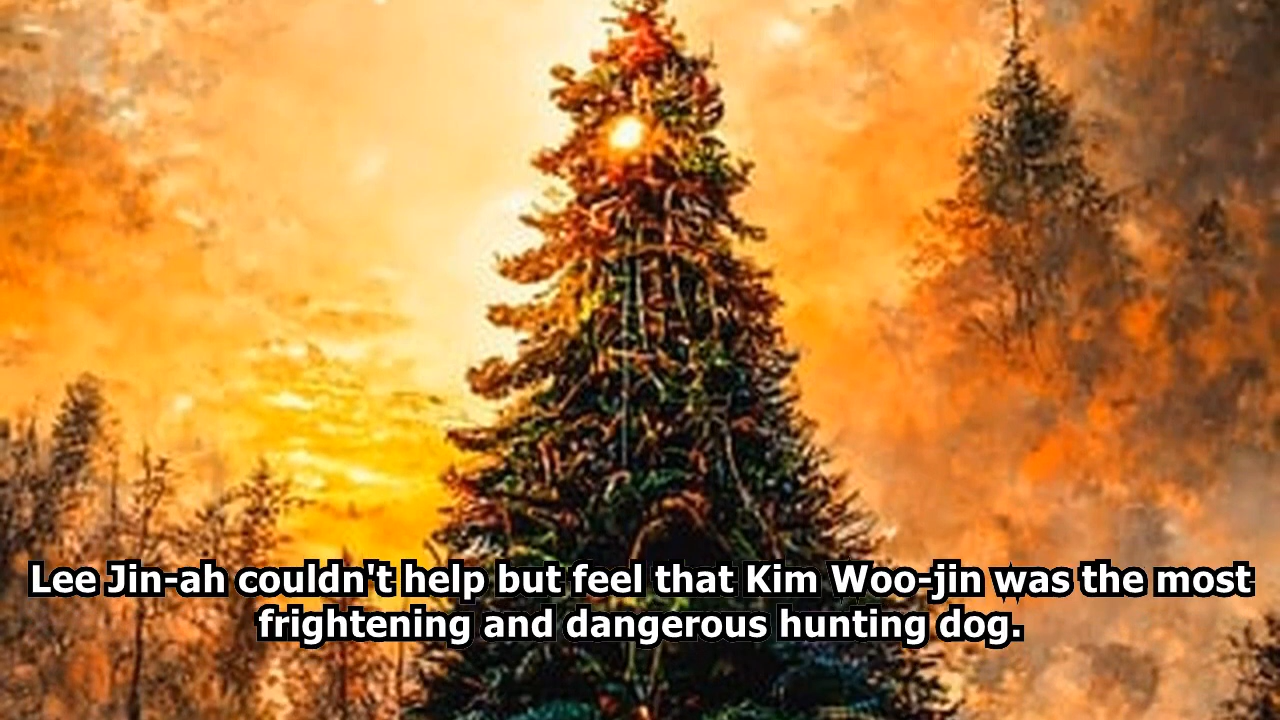 Lee Jin-ah couldn't help but feel that Kim Woo-jin was the most
frightening and dangerous hunting dog.